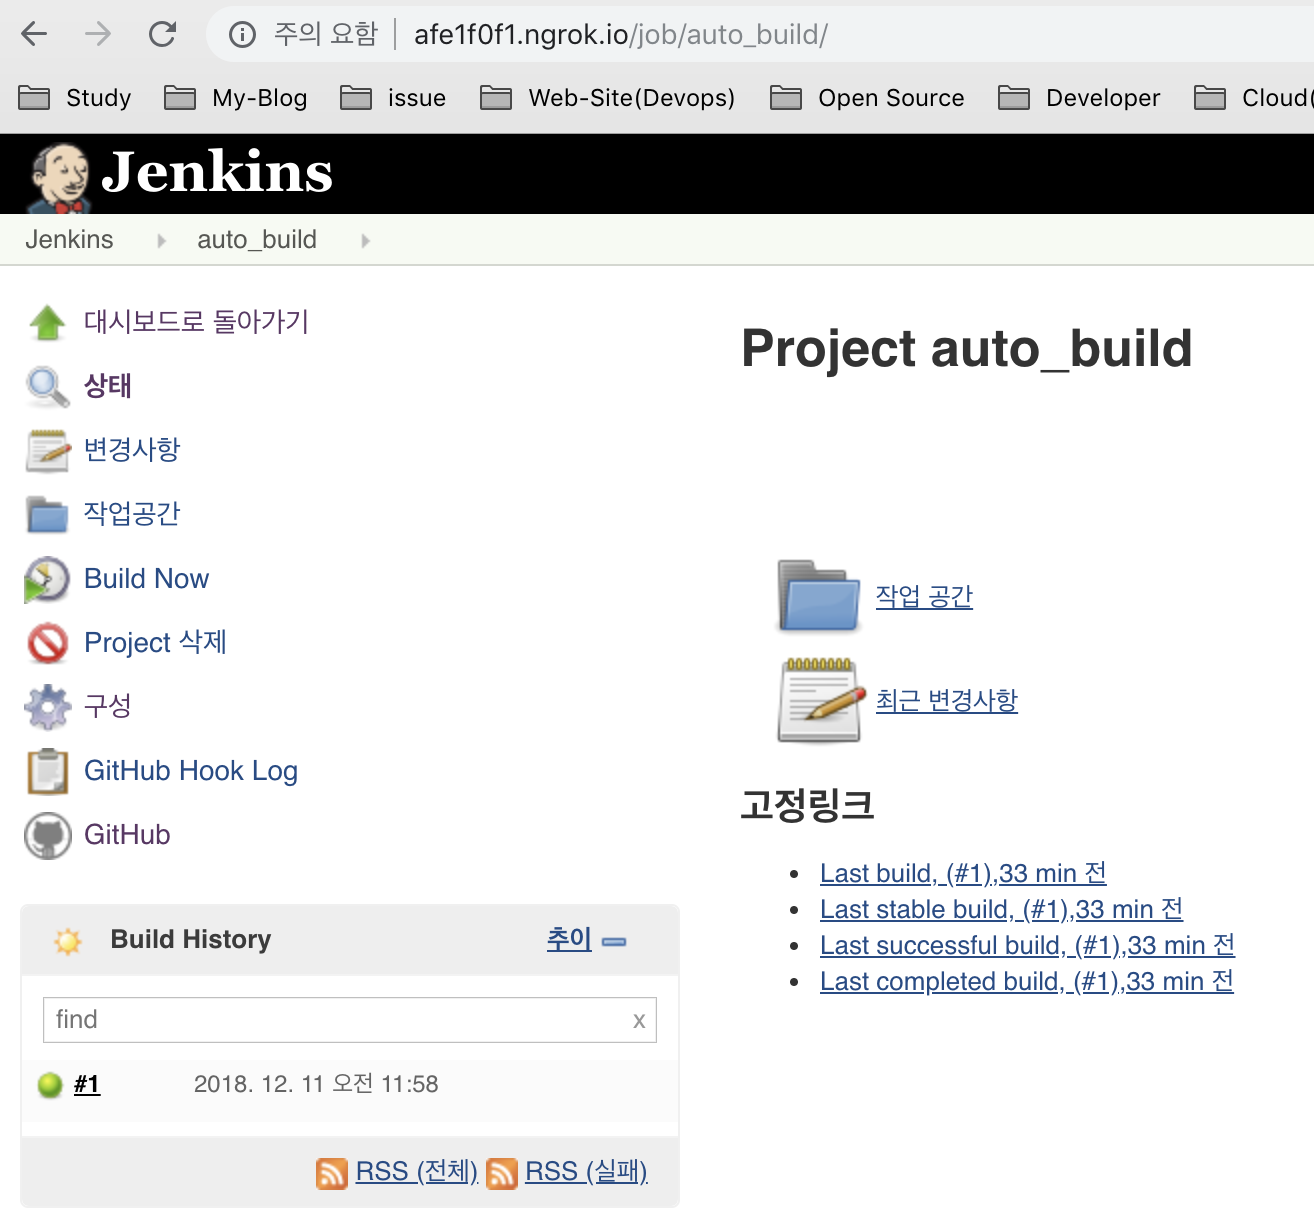 주의 요함 afe1f0f1.ngrok.io/job/auto_build/
Study My-Blog issue Web-Site(Devops) Open Source Developer Cloud(
Jenkins
Jenkins auto_build
대시보드로 돌아가기
상태
변경사항
작업공간
Build Now
Project 삭제
구성
GitHub Hook Log
GitHub
Build History 추이
find x
#1 2018. 12. 11 오전 11:58
RSS (전체) RSS (실패)
Project auto_build
작업 공간
최근 변경사항
고정링크
Last build, (#1),33 min 전
Last stable build, (#1),33 min 전
Last successful build, (#1),33 min 전
Last completed build, (#1),33 min 전